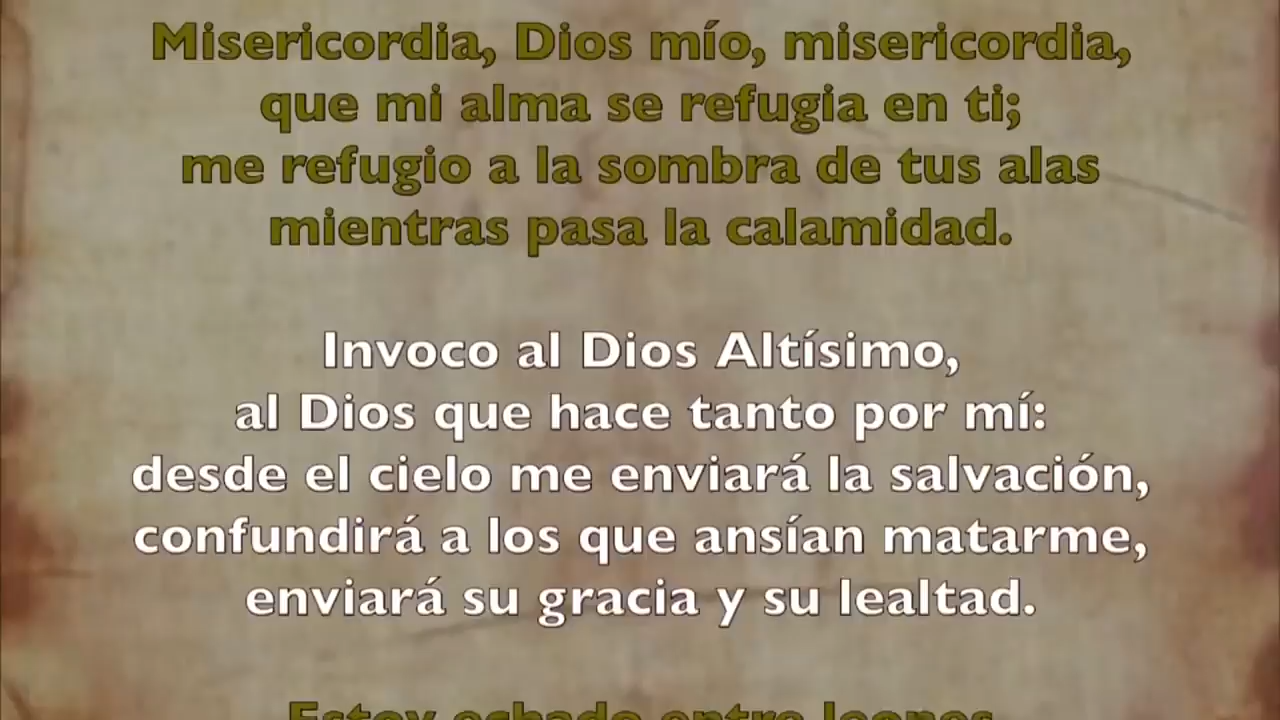 Misericordia, Dios mío, misericordia,
que mi alma se refugia en ti;
me refugio a la sombra de tus alas
mientras pasa la calamidad.
Invoco al Dios Altísimo,
al Dios que hace tanto por mí:
desde el cielo me enviará la salvación,
confundirá a los que ansían matarme,
enviará su gracia y su lealtad.
Estoy echado entre leones